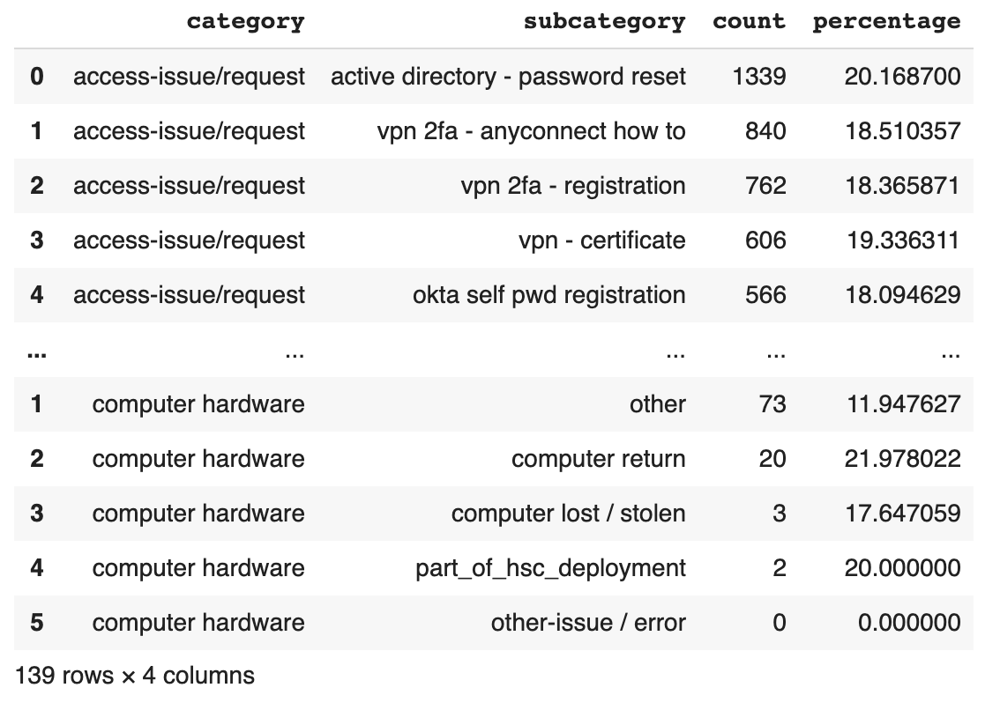 category subcategory count percentage
0 access-issue/request active directory - password reset 1339 20.168700
1 access-issue/request vpn 2fa - anyconnect how to 840 18.510357
2 access-issue/request vpn 2fa - registration 762 18.365871
3 access-issue/request vpn - certificate 606 19.336311
4 access-issue/request okta self pwd registration 566 18.094629
... ... ... ... ...
1 computer hardware other 73 11.947627
2 computer hardware computer return 20 21.978022
3 computer hardware computer lost / stolen 3 17.647059
4 computer hardware part_of_hsc_deployment 2 20.000000
5 computer hardware other-issue / error 0 0.000000
139 rows × 4 columns